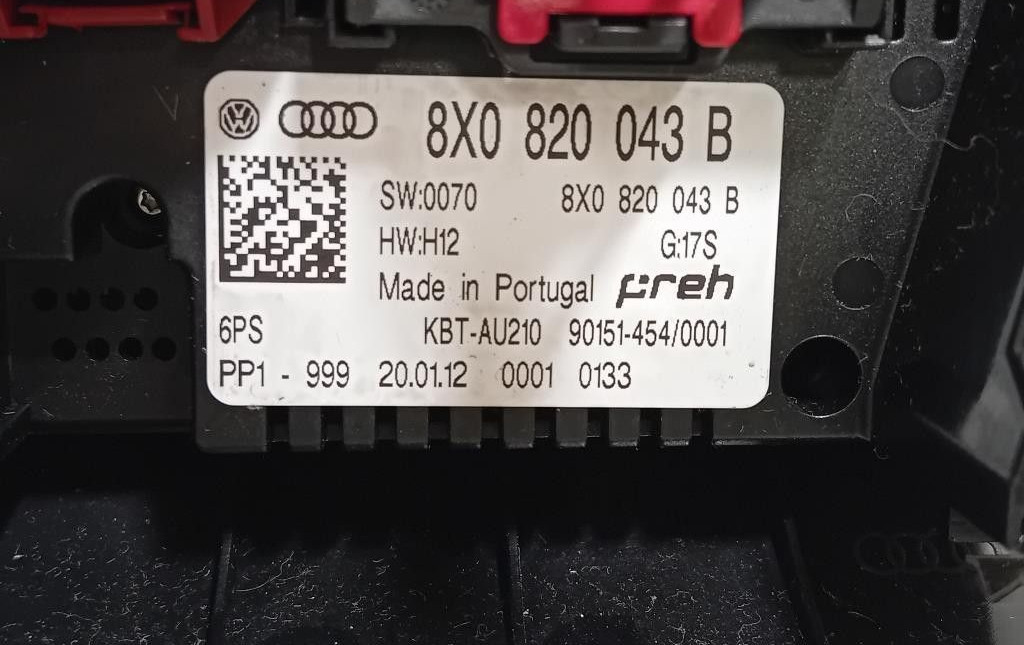 8X0 820 043 B
SW:0070 8X0 820 043 B
HW:H12 G:17S
Made in Portugal preh
6PS KBT-AU210 90151-454/0001
PP1 - 999 20.01.12 0001 0133